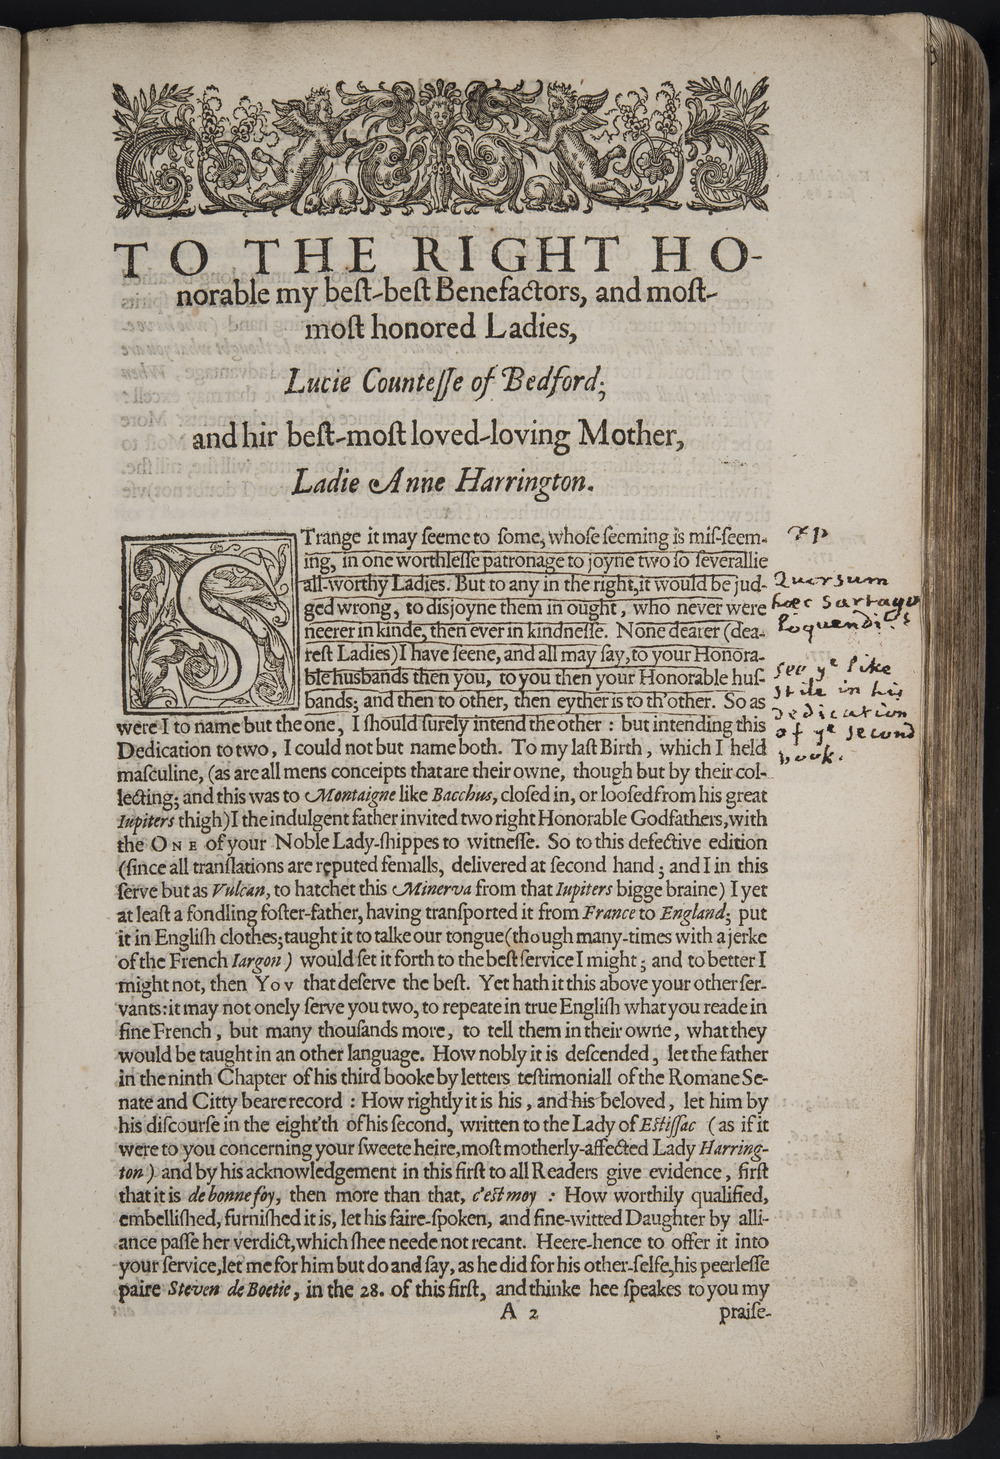 TO THE RIGHT HO-
norable my beſt-beſt Benefactors, and moſt-
moſt honored Ladies,
Lucie Counteſſe of Bedford;
and hir beſt-moſt loved-loving Mother,
Ladie Anne Harrington.
STrange it may ſeeme to ſome, whoſe ſeeming is miſ-ſeem-
ing, in one worthleſſe patronage to joyne two ſo ſeverallie
all-worthy Ladies. But to any in the right, it would be jud-
ged wrong, to disjoyne them in ought, who never were
neerer in kinde, then ever in kindneſſe. None dearer (dea-
reſt Ladies) I have ſeene, and all may ſay, to your Honora-
ble husbands then you, to you then your Honorable huſ-
bands; and then to other, then eyther is to th'other. So as
were I to name but the one, I ſhould ſurely intend the other : but intending this
Dedication to two, I could not but name both. To my laſt Birth, which I held
maſculine, (as are all mens conceipts that are their owne, though but by their col-
lecting; and this was to Montaigne like Bacchus, cloſed in, or looſed from his great
Iupiters thigh) I the indulgent father invited two right Honorable Godfathers, with
the ONE of your Noble Lady-ſhippes to witneſſe. So to this defective edition
(ſince all tranſlations are reputed femalls, delivered at ſecond hand; and I in this
ſerve but as Vulcan, to hatchet this Minerva from that Iupiters bigge braine) I yet
at leaſt a fondling foſter-father, having tranſported it from France to England; put
it in Engliſh clothes; taught it to talke our tongue (though many-times with a jerke
of the French Iargon) would ſet it forth to the beſt ſervice I might; and to better I
might not, then YOV that deſerve the beſt. Yet hath it this above your other ſer-
vants: it may not onely ſerve you two, to repeate in true Engliſh what you reade in
fine French, but many thouſands more, to tell them in their owne, what they
would be taught in an other language. How nobly it is deſcended, let the father
in the ninth Chapter of his third booke by letters teſtimoniall of the Romane Se-
nate and Citty beare record : How rightly it is his, and his beloved, let him by
his diſcourſe in the eight'th of his ſecond, written to the Lady of Eſtiſſac (as if it
were to you concerning your ſweete heire, moſt motherly-affected Lady Harring-
ton) and by his acknowledgement in this firſt to all Readers give evidence, firſt
that it is de bonne foy, then more than that, c'eſt moy : How worthily qualified,
embelliſhed, furniſhed it is, let his faire-ſpoken, and fine-witted Daughter by alli-
ance paſſe her verdict, which ſhee neede not recant. Heere-hence to offer it into
your ſervice, let me for him but do and ſay, as he did for his other-ſelfe, his peerleſſe
paire Steven de Boetie, in the 28. of this firſt, and thinke hee ſpeakes to you my
A 2 praiſe-
Quorsum
haec Sartago
loquendi.
See yᵉ like
Stile in his
Dedication
of yᵉ second
book.